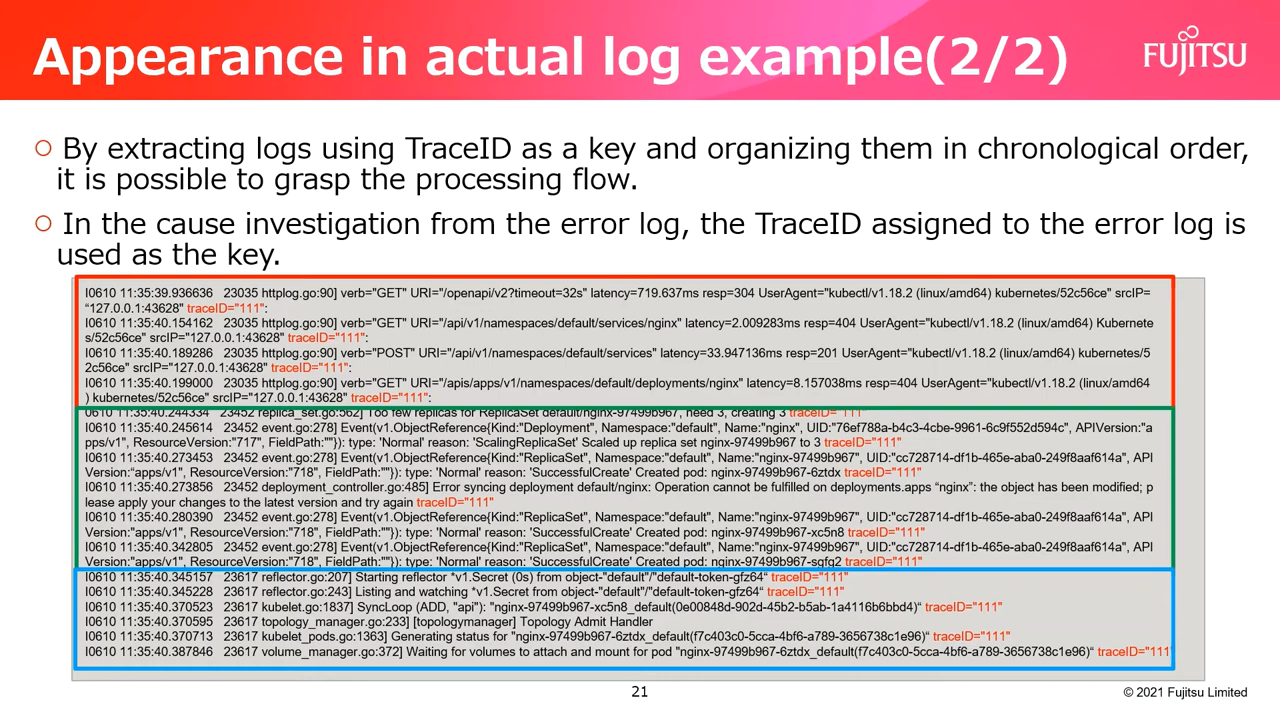 Appearance in actual log example(2/2)
FUJITSU
By extracting logs using TraceID as a key and organizing them in chronological order,
it is possible to grasp the processing flow.
In the cause investigation from the error log, the TraceID assigned to the error log is
used as the key.
I0610 11:35:39.936636 23035 httplog.go:90] verb="GET" URI="/openapi/v2?timeout=32s" latency=719.637ms resp=304 UserAgent="kubectl/v1.18.2 (linux/amd64) kubernetes/52c56ce" srcIP=
“127.0.0.1:43628" traceID="111":
I0610 11:35:40.154162 23035 httplog.go:90] verb="GET" URI="/api/v1/namespaces/default/services/nginx" latency=2.009283ms resp=404 UserAgent="kubectl/v1.18.2 (linux/amd64) Kubernete
s/52c56ce" srcIP="127.0.0.1:43628" traceID="111":
I0610 11:35:40.189286 23035 httplog.go:90] verb="POST" URI="/api/v1/namespaces/default/services" latency=33.947136ms resp=201 UserAgent="kubectl/v1.18.2 (linux/amd64) kubernetes/5
2c56ce" srcIP="127.0.0.1:43628" traceID="111":
I0610 11:35:40.199000 23035 httplog.go:90] verb="GET" URI="/apis/apps/v1/namespaces/default/deployments/nginx" latency=8.157038ms resp=404 UserAgent="kubectl/v1.18.2 (linux/amd64
) kubernetes/52c56ce" srcIP="127.0.0.1:43628" traceID="111":
0610 11:35:40.244334 23452 replica_set.go:562] Too few replicas for ReplicaSet default/nginx-97499b967, need 3, creating 3 traceID="111"
I0610 11:35:40.245614 23452 event.go:278] Event(v1.ObjectReference{Kind:"Deployment", Namespace:"default", Name:"nginx", UID:"76ef788a-b4c3-4cbe-9961-6c9f552d594c", APIVersion:"a
pps/v1", ResourceVersion:"717", FieldPath:""}): type: 'Normal' reason: 'ScalingReplicaSet' Scaled up replica set nginx-97499b967 to 3 traceID="111"
I0610 11:35:40.273453 23452 event.go:278] Event(v1.ObjectReference{Kind:"ReplicaSet", Namespace:"default", Name:"nginx-97499b967", UID:"cc728714-df1b-465e-aba0-249f8aaf614a", API
Version:“apps/v1", ResourceVersion:"718", FieldPath:""}): type: 'Normal' reason: 'SuccessfulCreate' Created pod: nginx-97499b967-6ztdx traceID="111"
I0610 11:35:40.273856 23452 deployment_controller.go:485] Error syncing deployment default/nginx: Operation cannot be fulfilled on deployments.apps “nginx”: the object has been modified; p
lease apply your changes to the latest version and try again traceID="111"
I0610 11:35:40.280390 23452 event.go:278] Event(v1.ObjectReference{Kind:"ReplicaSet", Namespace:"default", Name:"nginx-97499b967", UID:"cc728714-df1b-465e-aba0-249f8aaf614a", API
Version:"apps/v1", ResourceVersion:"718", FieldPath:""}): type: 'Normal' reason: 'SuccessfulCreate' Created pod: nginx-97499b967-xc5n8 traceID="111"
I0610 11:35:40.342805 23452 event.go:278] Event(v1.ObjectReference{Kind:"ReplicaSet", Namespace:"default", Name:"nginx-97499b967", UID:"cc728714-df1b-465e-aba0-249f8aaf614a", API
Version:"apps/v1", ResourceVersion:"718", FieldPath:""}): type: 'Normal' reason: 'SuccessfulCreate' Created pod: nginx-97499b967-sgfg2 traceID="111"
I0610 11:35:40.345157 23617 reflector.go:207] Starting reflector *v1.Secret (0s) from object-"default"/"default-token-gfz64“ traceID="111"
I0610 11:35:40.345228 23617 reflector.go:243] Listing and watching *v1.Secret from object-"default"/"default-token-gfz64“ traceID="111"
I0610 11:35:40.370523 23617 kubelet.go:1837] SyncLoop (ADD, "api"): "nginx-97499b967-xc5n8_default(0e00848d-902d-45b2-b5ab-1a4116b6bbd4)“ traceID="111"
I0610 11:35:40.370595 23617 topology_manager.go:233] [topologymanager] Topology Admit Handler
I0610 11:35:40.370713 23617 kubelet_pods.go:1363] Generating status for "nginx-97499b967-6ztdx_default(f7c403c0-5cca-4bf6-a789-3656738c1e96)“ traceID="111"
I0610 11:35:40.387846 23617 volume_manager.go:372] Waiting for volumes to attach and mount for pod "nginx-97499b967-6ztdx_default(f7c403c0-5cca-4bf6-a789-3656738c1e96)“ traceID="111"
21
© 2021 Fujitsu Limited